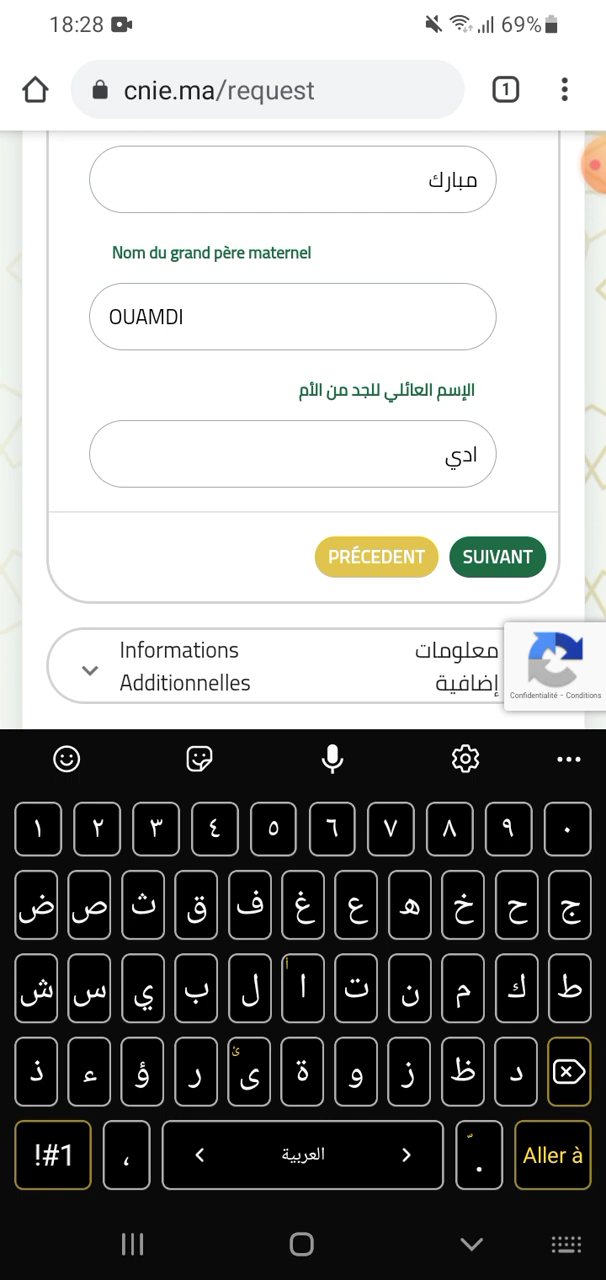 18:28
69%
cnie.ma/request
1
مبارك
Nom du grand père maternel
OUAMDI
الإسم العائلي للجد من الأم
ادي
PRÉCEDENT SUIVANT
Informations Additionnelles
معلومات إضافية
Confidentialité - Conditions
١ ٢ ٣ ٤ ٥ ٦ ٧ ٨ ٩ ٠
ض ص ث ق ف غ ع ه خ ح ج
ش س ي ب ل ا أ ت ن م ك ط
ذ ء ؤ ر ى ئ ة و ز ظ د
!#1 ، < العربية > . Aller à